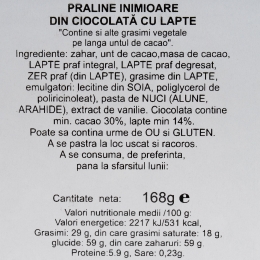 PRALINE INIMIOARE
DIN CIOCOLATĂ CU LAPTE
"Contine si alte grasimi vegetale
pe langa untul de cacao".
Ingrediente: zahar, unt de cacao,masa de cacao,
LAPTE praf integral, LAPTE praf degresat,
ZER praf (din LAPTE), grasime din LAPTE,
emulgatori: lecitine din SOIA, poliglycerol de
poliricinoleat), pasta de NUCI (ALUNE,
ARAHIDE), extract de vanilie. Ciocolata contine
min. cacao 30%, lapte min 14%.
Poate sa contina urme de OU si GLUTEN.
A se pastra la loc uscat si racoros.
A se consuma, de preferinta,
pana la sfarsitul lunii:
Cantitate neta: 168g ℮
Valori nutritionale medii /100 g:
Valori energetice: 2217 kJ/531 kcal,
Grasimi: 29 g, din care grasimi saturate: 18 g,
glucide: 59 g, din care zaharuri: 59 g,
Proteine:5.9 g, Sare: 0,23g.